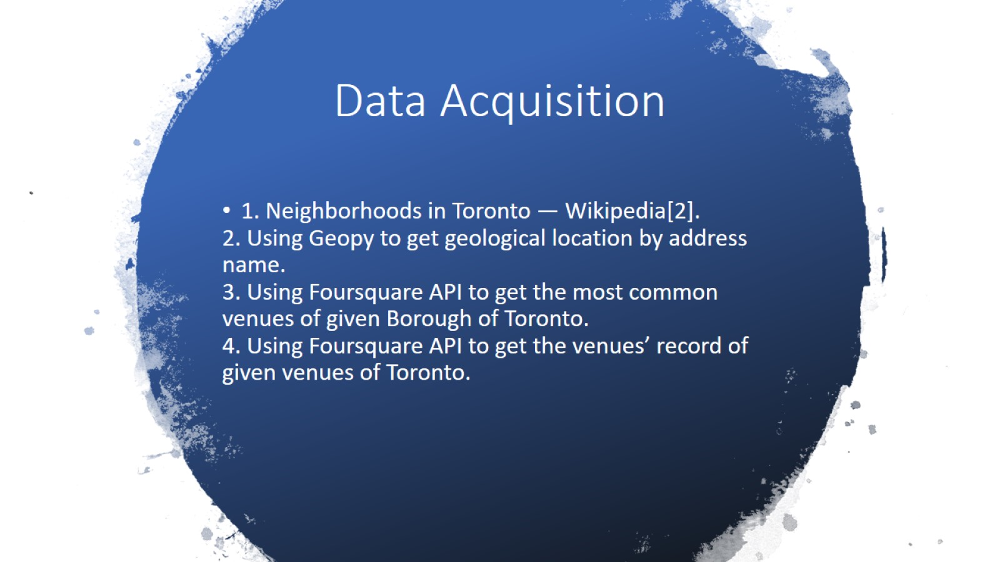 Data Acquisition
• 1. Neighborhoods in Toronto — Wikipedia[2].
2. Using Geopy to get geological location by address
name.
3. Using Foursquare API to get the most common
venues of given Borough of Toronto.
4. Using Foursquare API to get the venues’ record of
given venues of Toronto.